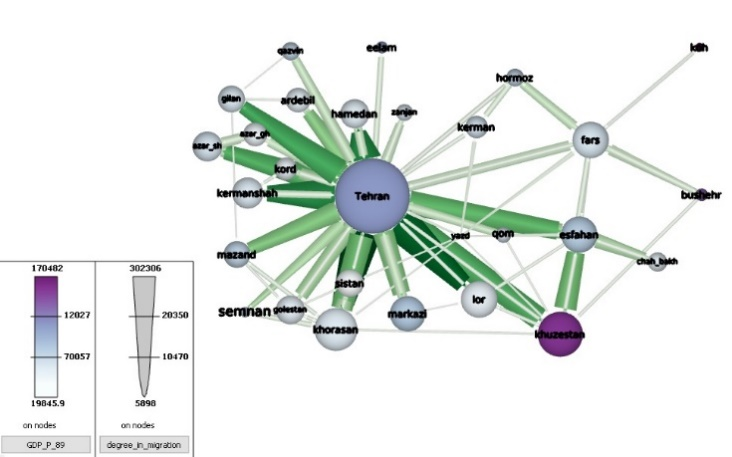 qazvin
eelam
k&b
hormoz
gilan
ardebil
hamedan
zanjan
azar_gh
azar_sh
kerman
fars
kord
kermanshah
Tehran
bushehr
yazd
qom
esfahan
mazand
chah_bakh
sistan
semnan
golestan
khorasan
markazi
lor
khuzestan
170482
302306
12027
20350
70057
10470
19845.9
5898
on nodes
on nodes
GDP_P_89
degree_in_migration